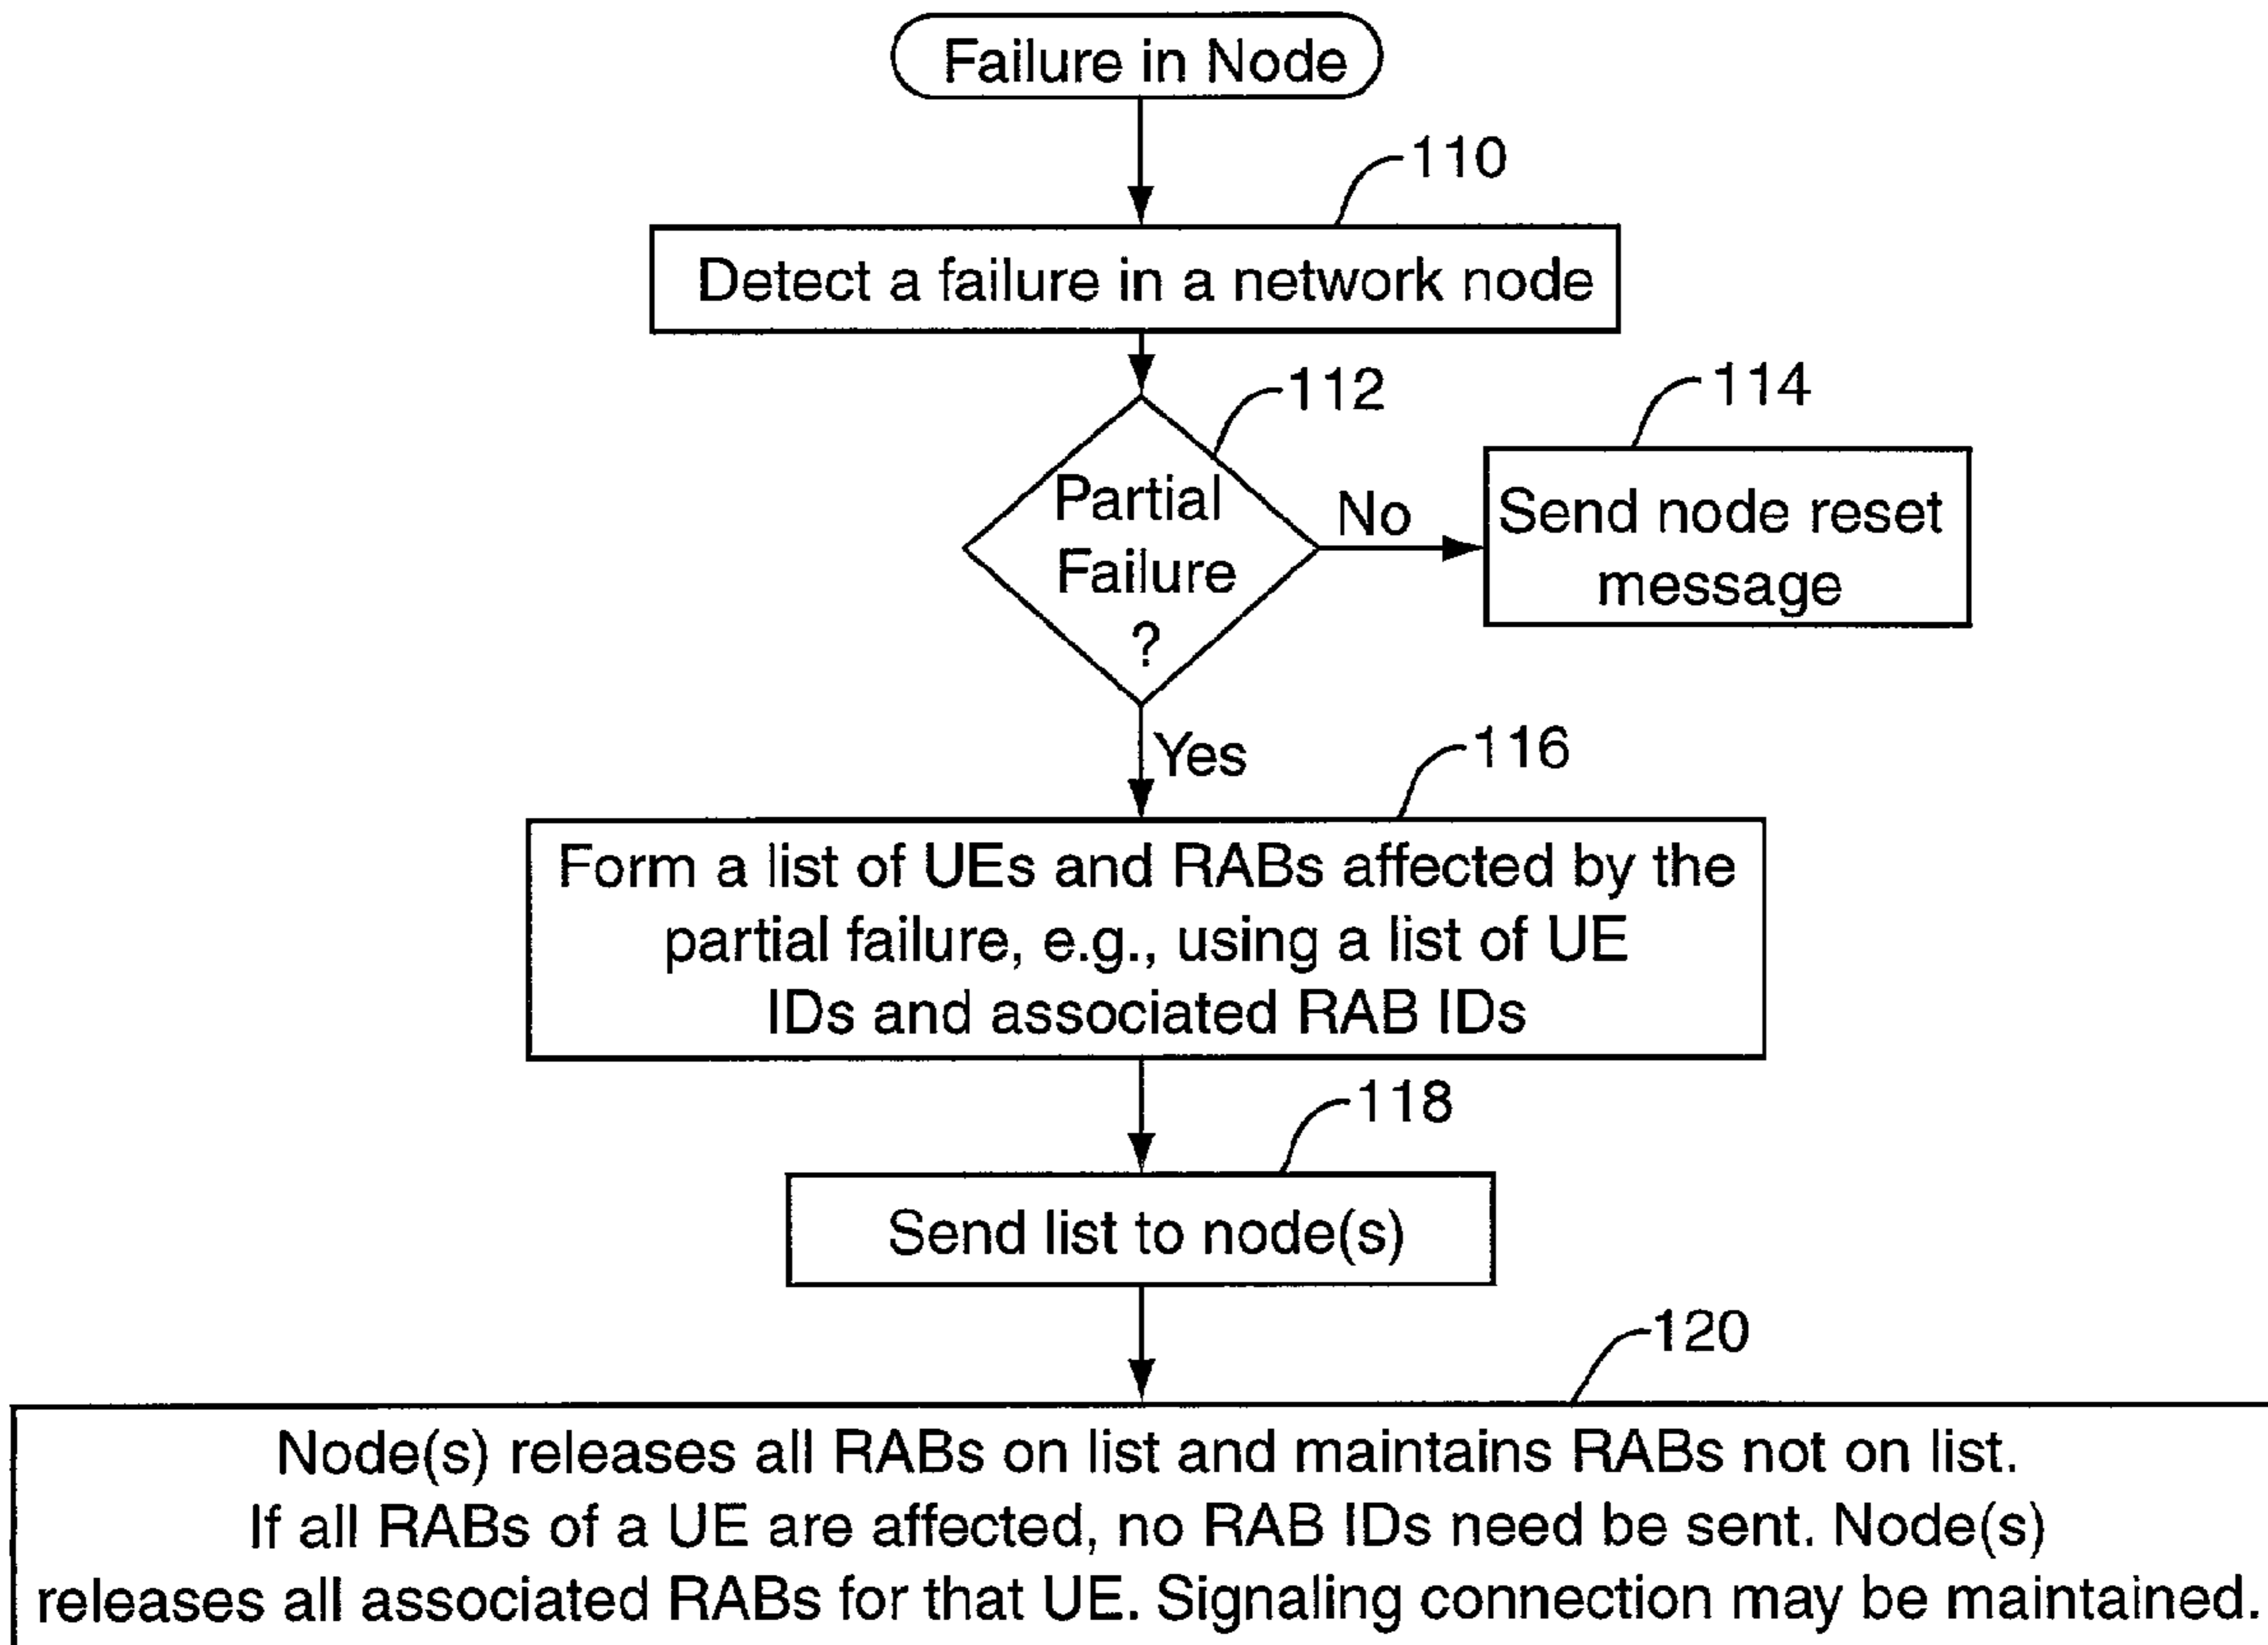 Failure in Node
110
Detect a failure in a network node
112
114
Partial
Failure
?
No
Send node reset
message
Yes
116
Form a list of UEs and RABs affected by the
partial failure, e.g., using a list of UE
IDs and associated RAB IDs
118
Send list to node(s)
120
Node(s) releases all RABs on list and maintains RABs not on list.
If all RABs of a UE are affected, no RAB IDs need be sent. Node(s)
releases all associated RABs for that UE. Signaling connection may be maintained.